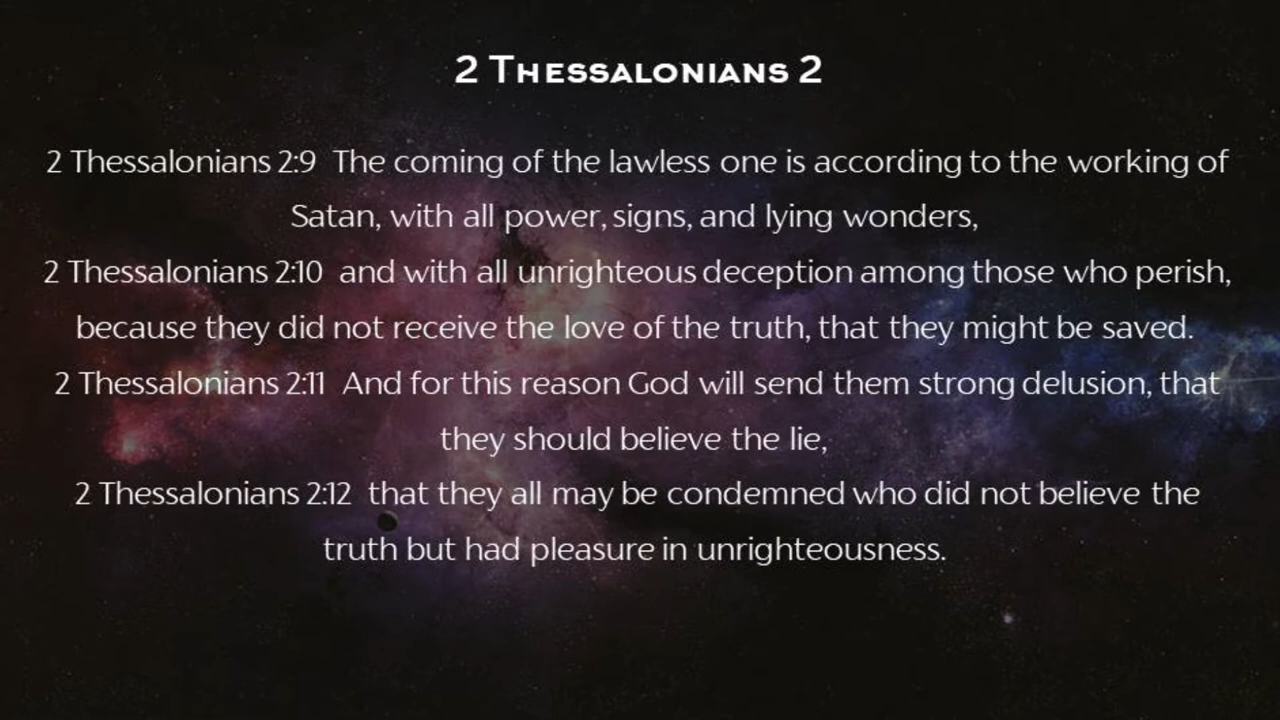 2 Thessalonians 2
2 Thessalonians 2:9 The coming of the lawless one is according to the working of
Satan, with all power, signs, and lying wonders,
2 Thessalonians 2:10 and with all unrighteous deception among those who perish,
because they did not receive the love of the truth, that they might be saved.
2 Thessalonians 2:11 And for this reason God will send them strong delusion, that
they should believe the lie,
2 Thessalonians 2:12 that they all may be condemned who did not believe the
truth but had pleasure in unrighteousness.